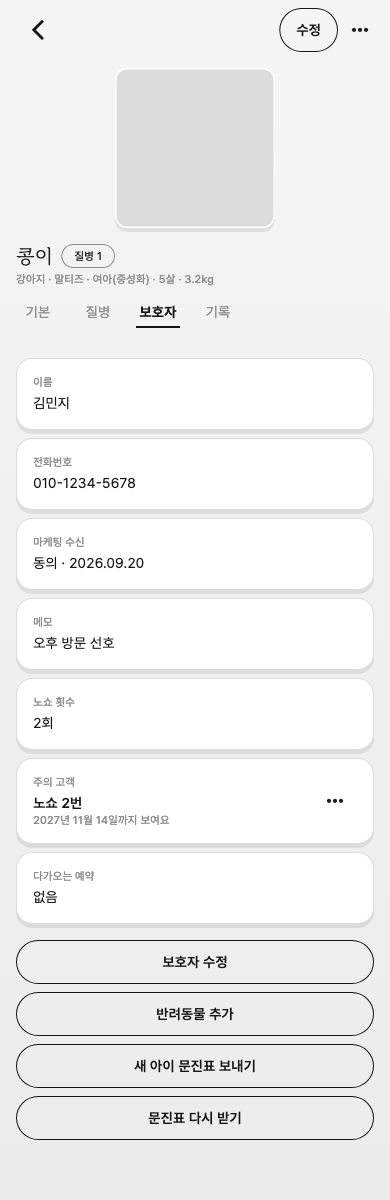 수정
콩이
질병 1
강아지 · 말티즈 · 여아(중성화) · 5살 · 3.2kg
기본 질병 보호자 기록
이름
김민지
전화번호
010-1234-5678
마케팅 수신
동의 · 2026.09.20
메모
오후 방문 선호
노쇼 횟수
2회
주의 고객
노쇼 2번
2027년 11월 14일까지 보여요
다가오는 예약
없음
보호자 수정
반려동물 추가
새 아이 문진표 보내기
문진표 다시 받기